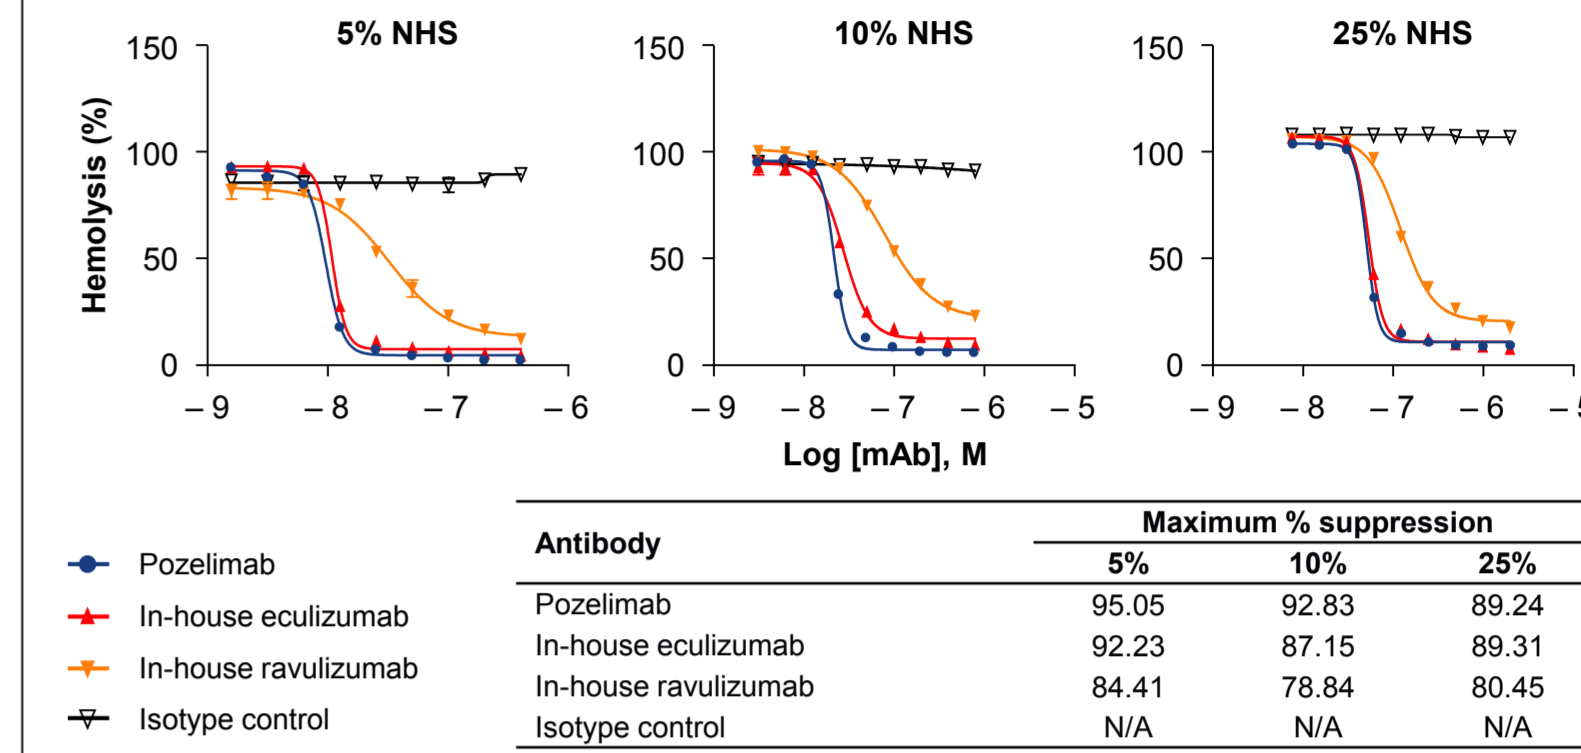 5% NHS 10% NHS 25% NHS
150 150 150
100 100 100
50 50 50
0 0 0
Hemolysis (%)
– 9 – 8 – 7 – 6 – 9 – 8 – 7 – 6 – 5 – 9 – 8 – 7 – 6
Log [mAb], M
Pozelimab
In-house eculizumab
In-house ravulizumab
Isotype control
Antibody Maximum % suppression
5% 10% 25%
Pozelimab 95.05 92.83 89.24
In-house eculizumab 92.23 87.15 89.31
In-house ravulizumab 84.41 78.84 80.45
Isotype control N/A N/A N/A